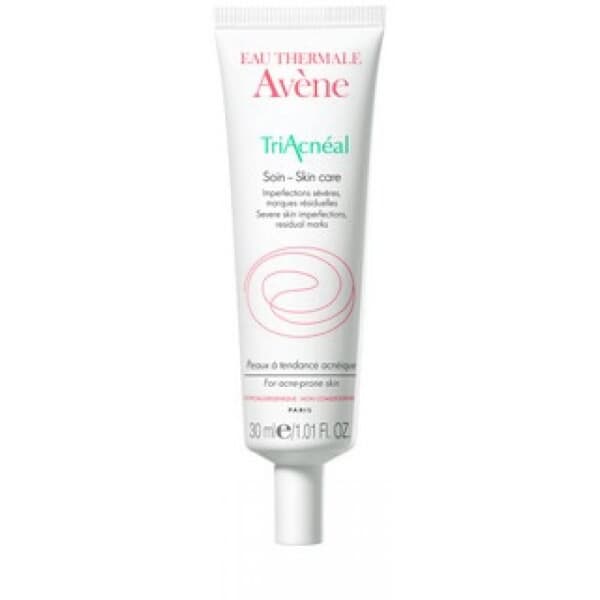 EAU THERMALE
Avène
TriAcnéal
Soin - Skin care
Imperfections sévères,
marques résiduelles
Severe skin imperfections,
residual marks
Peaux à tendance acnéique
For acne-prone skin
PARIS
30 ml e/1.01 Fl. OZ.